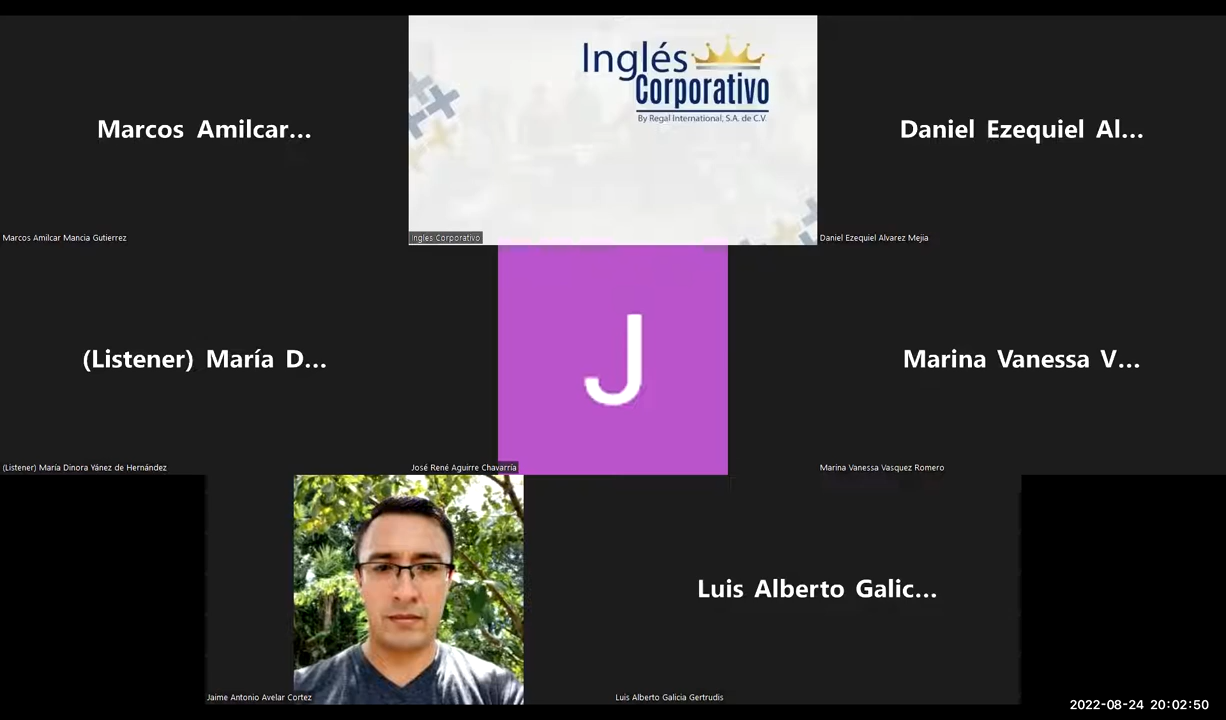 Marcos Amilcar...
Marcos Amilcar Mancia Gutierrez
Inglés
Corporativo
By Regal International, S.A. de C.V.
Ingles Corporativo
Daniel Ezequiel Al...
Daniel Ezequiel Alvarez Mejia
(Listener) María D...
(Listener) María Dinora Yánez de Hernández
J
José René Aguirre Chavarría
Marina Vanessa V...
Marina Vanessa Vasquez Romero
Jaime Antonio Avelar Cortez
Luis Alberto Galic...
Luis Alberto Galicia Gertrudis
2022-08-24 20:02:50